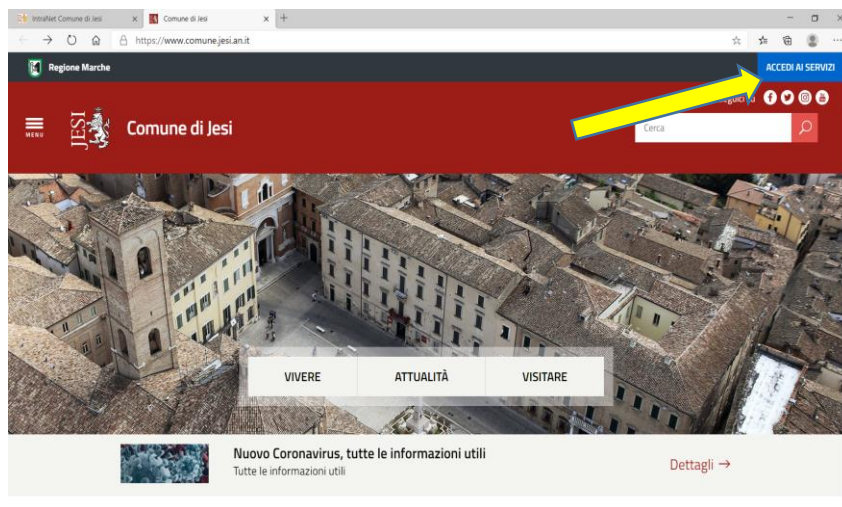 IntraNet Comune di Jesi
Comune di Jesi
https://www.comune.jesi.an.it
Regione Marche
ACCEDI AI SERVIZI
MENU
JESI
Comune di Jesi
Cerca
VIVERE
ATTUALITÀ
VISITARE
Nuovo Coronavirus, tutte le informazioni utili
Tutte le informazioni utili
Dettagli →